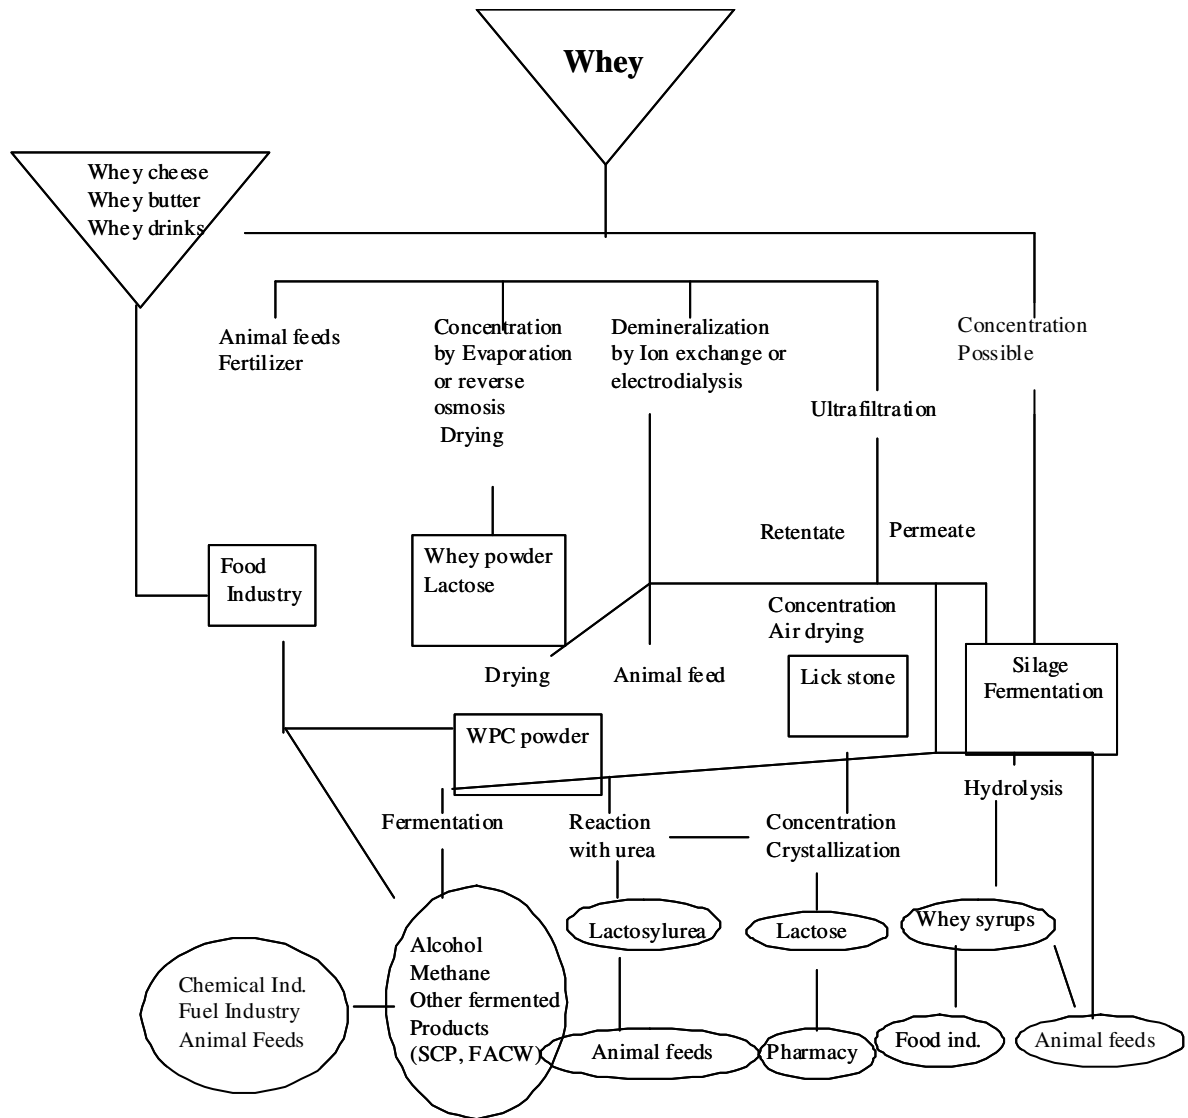 Whey
Whey cheese
Whey butter
Whey drinks
Animal feeds
Fertilizer
Concentration
by Evaporation
or reverse
osmosis
Drying
Demineralization
by Ion exchange or
electrodialysis
Ultrafiltration
Concentration
Possible
Retentate
Permeate
Food
Industry
Whey powder
Lactose
Drying
Animal feed
Concentration
Air drying
Lick stone
Silage
Fermentation
WPC powder
Hydrolysis
Fermentation
Reaction
with urea
Concentration
Crystallization
Lactosylurea
Lactose
Whey syrups
Chemical Ind.
Fuel Industry
Animal Feeds
Alcohol
Methane
Other fermented
Products
(SCP, FACW)
Animal feeds
Pharmacy
Food ind.
Animal feeds